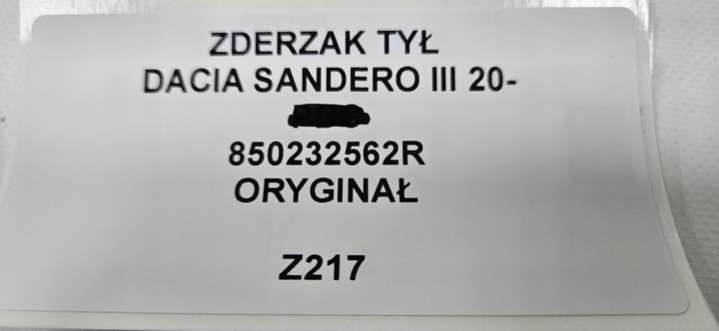 ZDERZAK TYŁ
DACIA SANDERO III 20-
850232562R
ORYGINAŁ
Z217